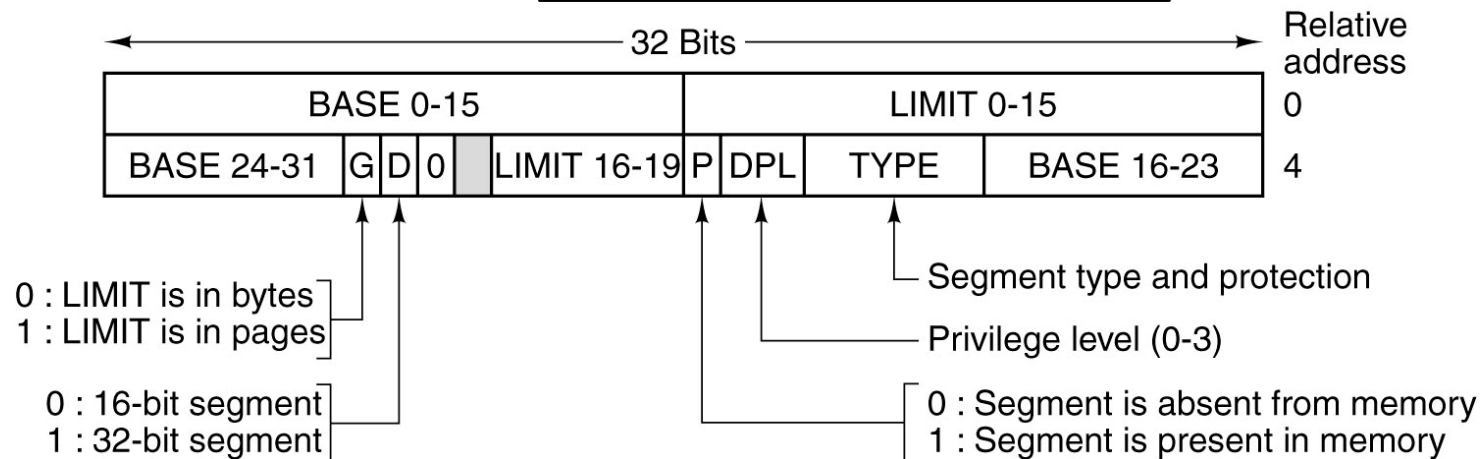 32 Bits
Relative
address
BASE 0-15 LIMIT 0-15 0
BASE 24-31 G D 0 LIMIT 16-19 P DPL TYPE BASE 16-23 4
0 : LIMIT is in bytes
1 : LIMIT is in pages
0 : 16-bit segment
1 : 32-bit segment
Segment type and protection
Privilege level (0-3)
0 : Segment is absent from memory
1 : Segment is present in memory